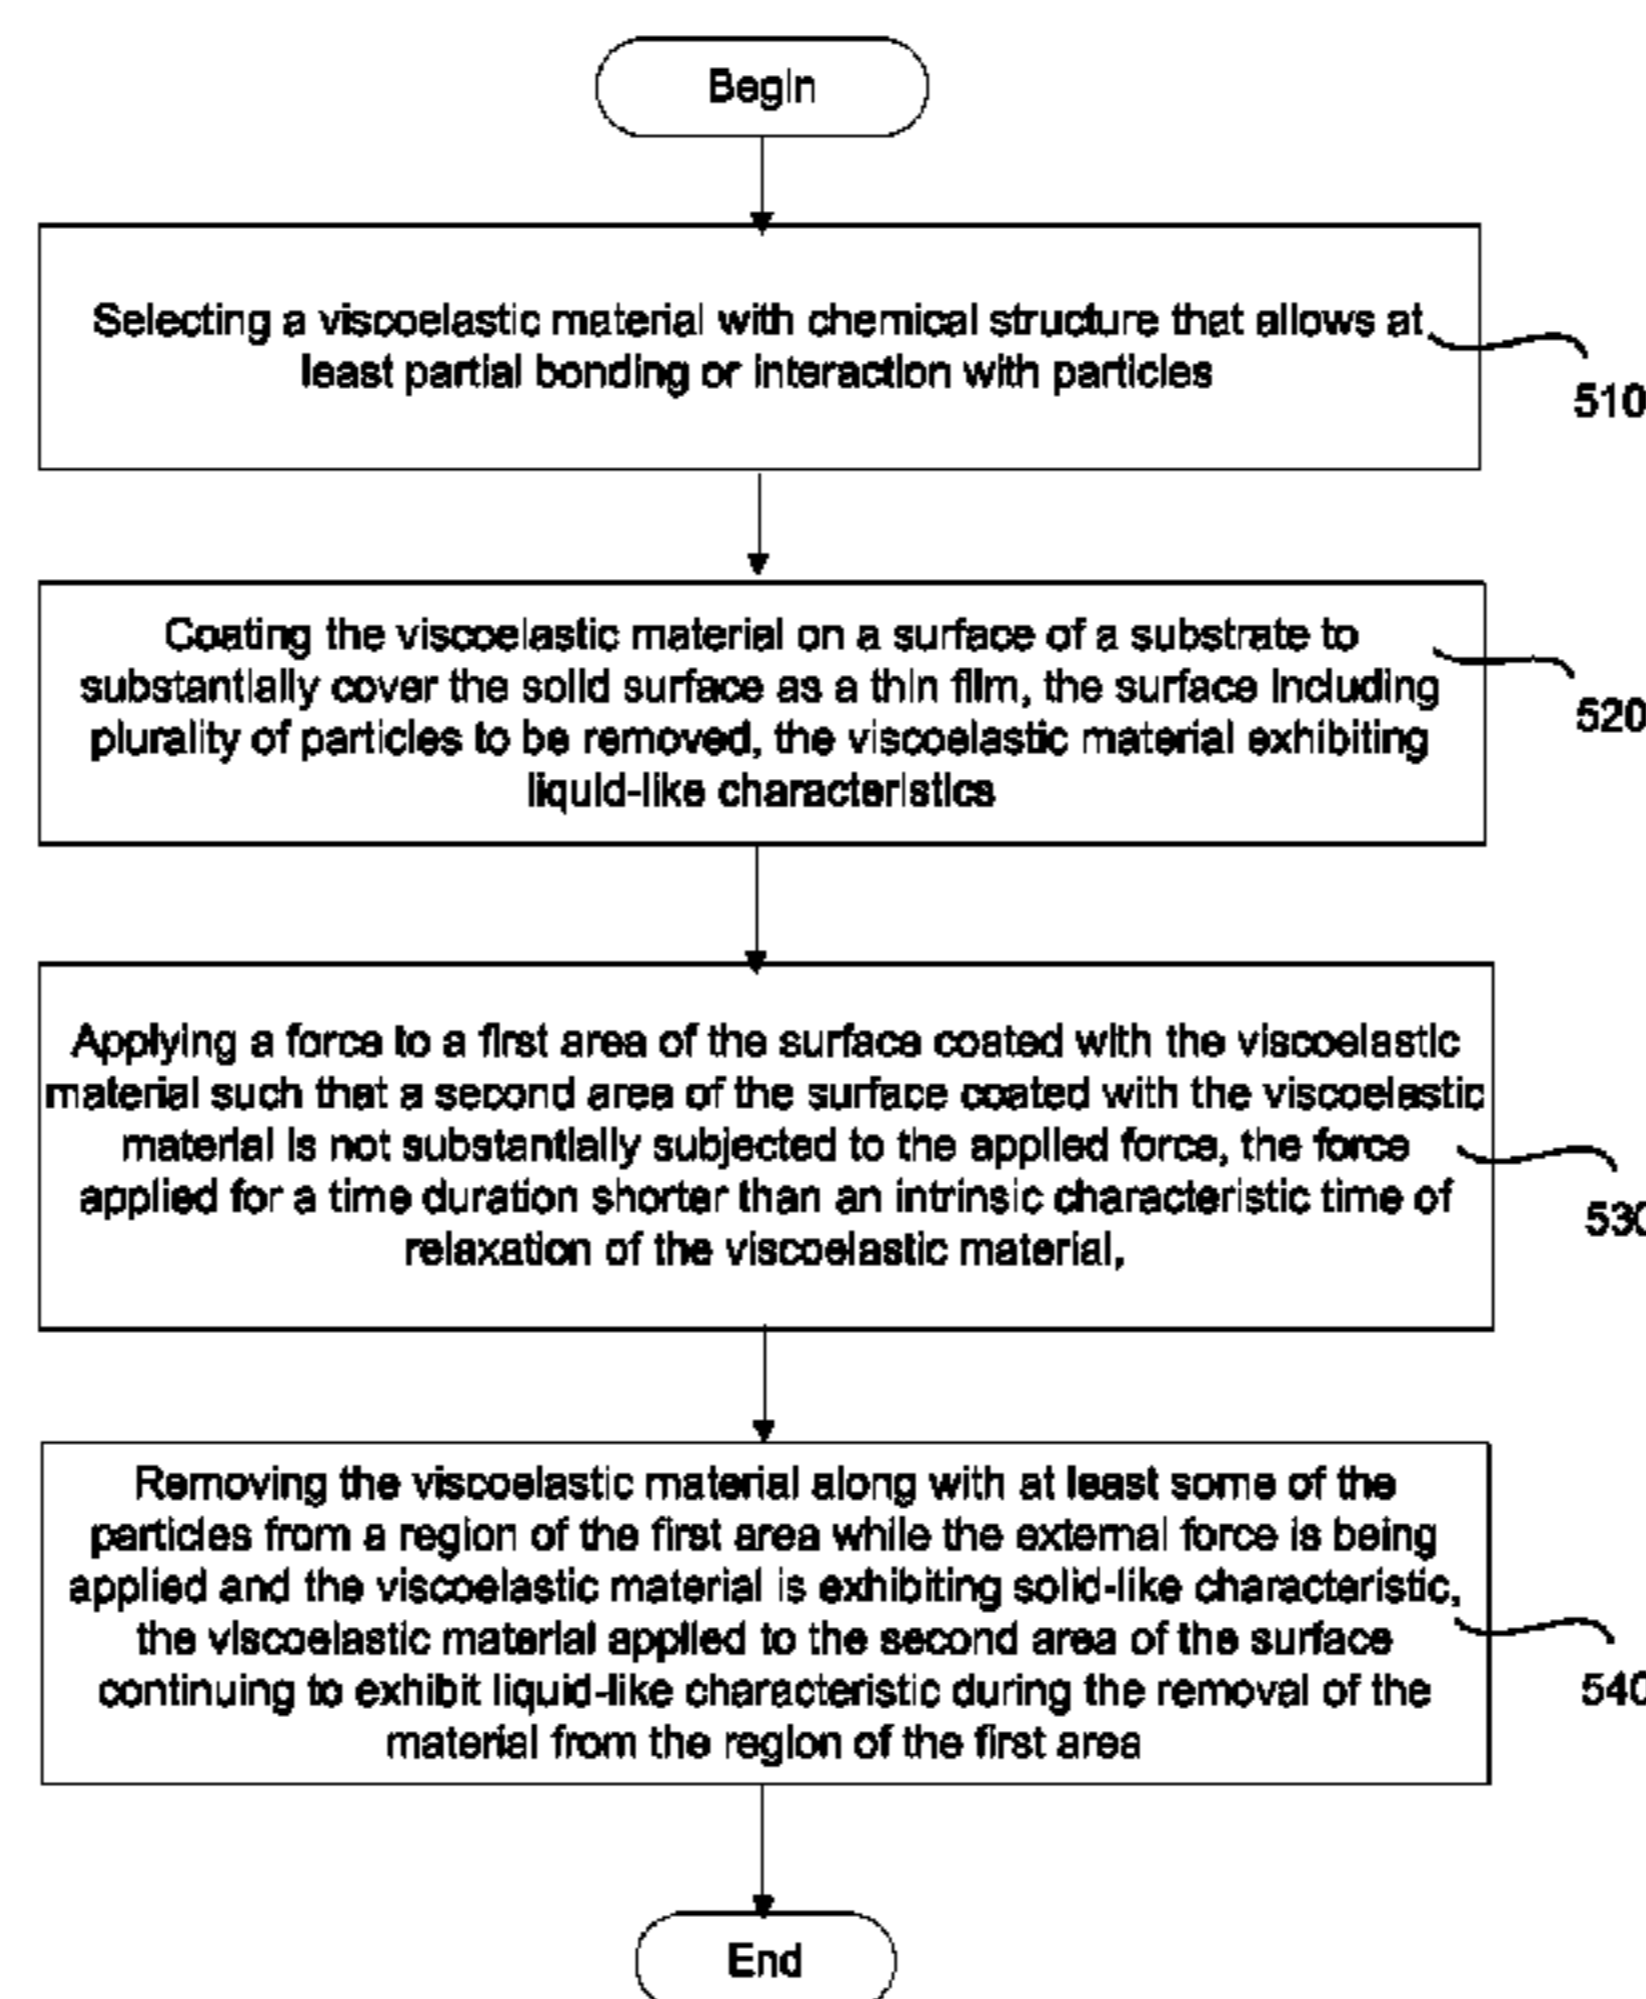 Begin
Selecting a viscoelastic material with chemical structure that allows at
least partial bonding or interaction with particles
510
Coating the viscoelastic material on a surface of a substrate to
substantially cover the solid surface as a thin film, the surface including
plurality of particles to be removed, the viscoelastic material exhibiting
liquid-like characteristics
520
Applying a force to a first area of the surface coated with the viscoelastic
material such that a second area of the surface coated with the viscoelastic
material is not substantially subjected to the applied force, the force
applied for a time duration shorter than an intrinsic characteristic time of
relaxation of the viscoelastic material,
530
Removing the viscoelastic material along with at least some of the
particles from a region of the first area while the external force is being
applied and the viscoelastic material is exhibiting solid-like characteristic,
the viscoelastic material applied to the second area of the surface
continuing to exhibit liquid-like characteristic during the removal of the
material from the region of the first area
540
End